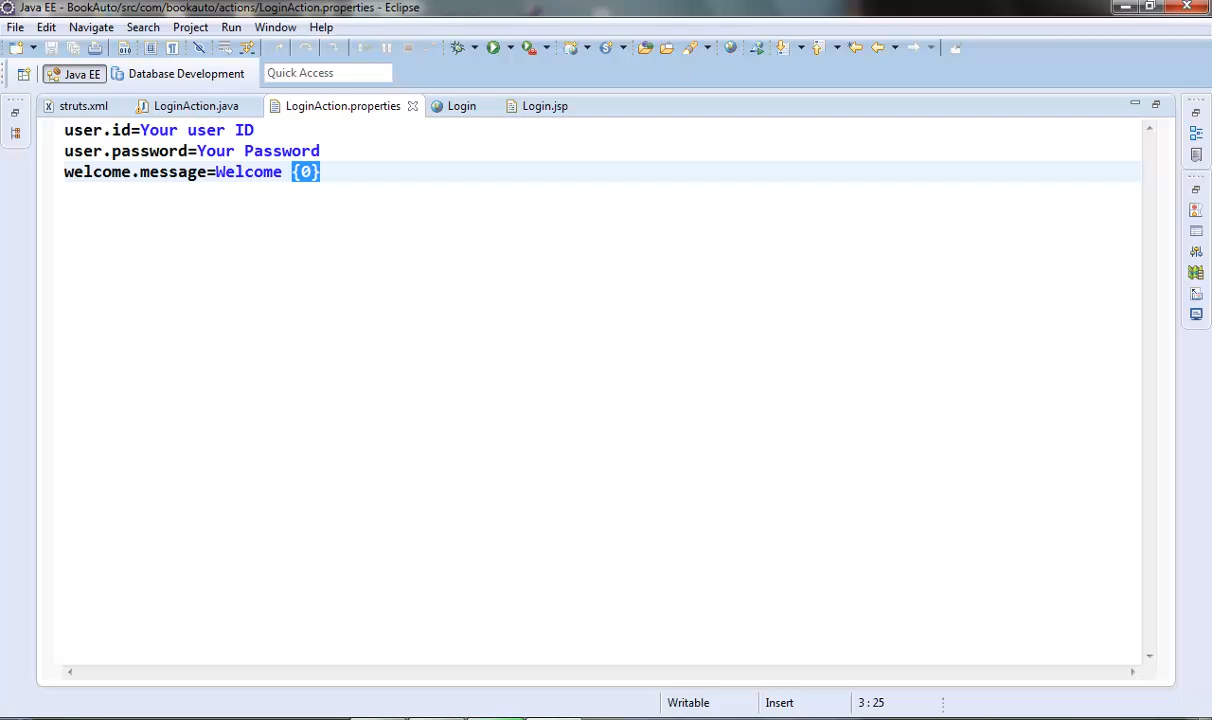 Java EE - BookAuto/src/com/bookauto/actions/LoginAction.properties - Eclipse
File Edit Navigate Search Project Run Window Help
Java EE Database Development Quick Access
struts.xml LoginAction.java LoginAction.properties Login Login.jsp
user.id=Your user ID
user.password=Your Password
welcome.message=Welcome {0}
Writable Insert 3 : 25